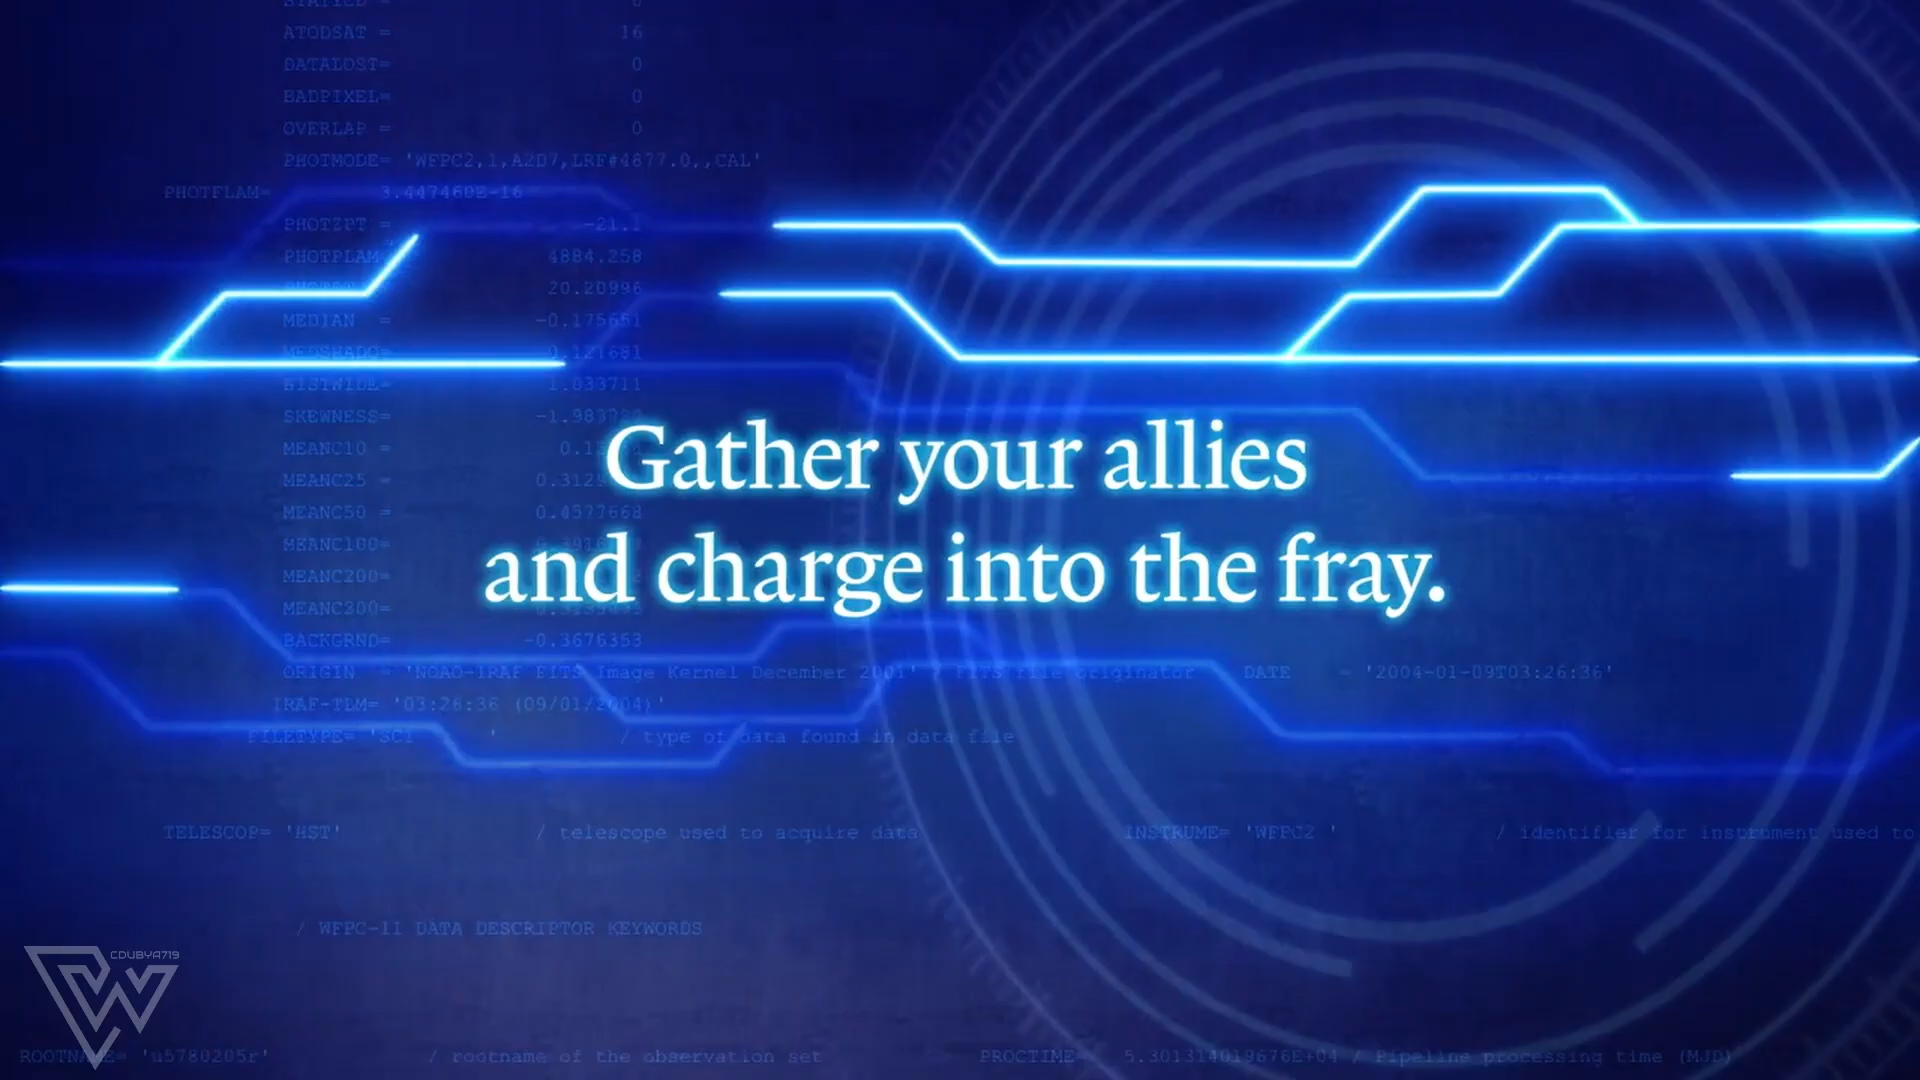 STATICD = 0
ATODSAT = 16
DATALOST= 0
BADPIXEL= 0
OVERLAP = 0
PHOTMODE= 'WFPC2,1,A2D7,LRF#4877.0,,CAL'
PHOTFLAM= 3.447460E-16
PHOTZPT = -21.1
PHOTPLAM 4884.258
20.20996
MEDIAN = -0.175651
MEDSHADO= 0.121681
HISTWIDE= 1.033711
SKEWNESS=
MEANC10
MEANC25 =
MEANC50 = 0.4577668
MEANC100=
MEANC200=
MEANC300=
BACKGRND= -0.3676353
Gather your allies
and charge into the fray.
ORIGIN = 'NOAO-IRAF FITS Image Kernel December 2001' / FITS file originator DATE = '2004-01-09T03:26:36'
IRAF-TLM= '03:26:36 (09/01/2004)'
FILETYPE= 'SCI ' / type of data found in data file
TELESCOP= 'HST' / telescope used to acquire data INSTRUME= 'WFPC2 ' / identifier for instrument used to
/ WFPC-II DATA DESCRIPTOR KEYWORDS
CDUBYA719
ROOTNAME= 'u5780205r' / rootname of the observation set PROCTIME= 5.301314019676E+04 / Pipeline processing time (MJD)